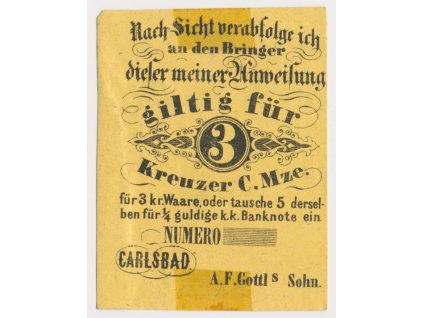 Nach Sicht verabfolge ich
an den Bringer
dieser meiner Anweisung
giltig für
3
Kreuzer C. Mze.
für 3 kr. Waare, oder tausche 5 dersel-
ben für ¼ guldige k.k. Banknote ein.
NUMERO
CARLSBAD
A. F. Gottl s Sohn.